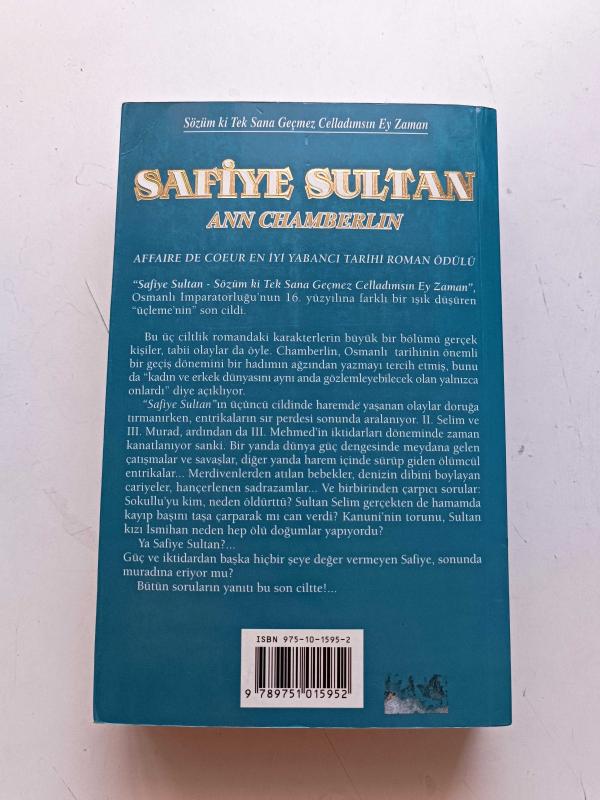 Sözüm ki Tek Sana Geçmez Celladımsın Ey Zaman
SAFİYE SULTAN
ANN CHAMBERLIN
AFFAIRE DE COEUR EN İYİ YABANCI TARİHİ ROMAN ÖDÜLÜ
"Safiye Sultan - Sözüm ki Tek Sana Geçmez Celladımsın Ey Zaman",
Osmanlı İmparatorluğu'nun 16. yüzyılına farklı bir ışık düşüren
"üçleme'nin" son cildi.
Bu üç ciltlik romandaki karakterlerin büyük bir bölümü gerçek
kişiler, tabii olaylar da öyle. Chamberlin, Osmanlı tarihinin önemli
bir geçiş dönemini bir hadımın ağzından yazmayı tercih etmiş, bunu
da "kadın ve erkek dünyasını aynı anda gözlemleyebilecek olan yalnızca
onlardı" diye açıklıyor.
"Safiye Sultan"ın üçüncü cildinde haremde yaşanan olaylar doruğa
tırmanırken, entrikaların sır perdesi sonunda aralanıyor. II. Selim ve
III. Murad, ardından da III. Mehmed'in iktidarları döneminde zaman
kanatlanıyor sanki. Bir yanda dünya güç dengesinde meydana gelen
çatışmalar ve savaşlar, diğer yanda harem içinde sürüp giden ölümcül
entrikalar... Merdivenlerden atılan bebekler, denizin dibini boylayan
cariyeler, hançerlenen sadrazamlar... Ve birbirinden çarpıcı sorular:
Sokullu'yu kim, neden öldürttü? Sultan Selim gerçekten de hamamda
kayıp başını taşa çarparak mı can verdi? Kanuni'nin torunu, Sultan
kızı İsmihan neden hep ölü doğumlar yapıyordu?
Ya Safiye Sultan?...
Güç ve iktidardan başka hiçbir şeye değer vermeyen Safiye, sonunda
muradına eriyor mu?
Bütün soruların yanıtı bu son ciltte!...
ISBN 975-10-1595-2
9 789751 015952